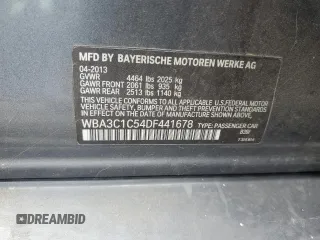 MFD BY BAYERISCHE MOTOREN WERKE AG
04-2013
GVWR 4464 lbs 2025 kg
GAWR FRONT 2061 lbs 935 kg
GAWR REAR 2513 lbs 1140 kg
THIS VEHICLE CONFORMS TO ALL APPLICABLE U.S. FEDERAL MOTOR
VEHICLE SAFETY, BUMPER, AND THEFT PREVENTION STANDARDS IN
EFFECT ON THE DATE OF MANUFACTURE SHOWN ABOVE.
WBA3C1C54DF441678 TYPE: PASSENGER CAR
DREAMBID